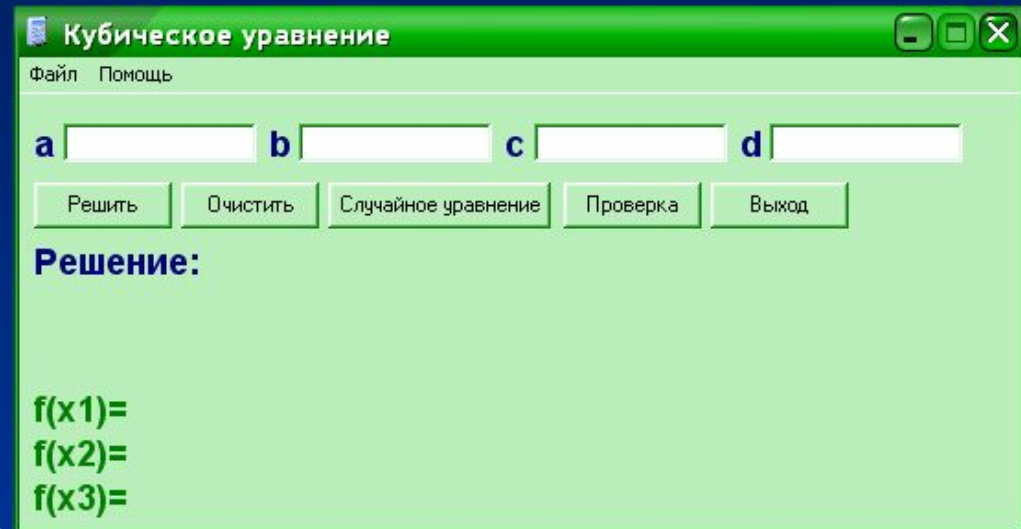 Кубическое уравнение
Файл Помощь
a b c d
Решить Очистить Случайное уравнение Проверка Выход
Решение:
f(x1)=
f(x2)=
f(x3)=